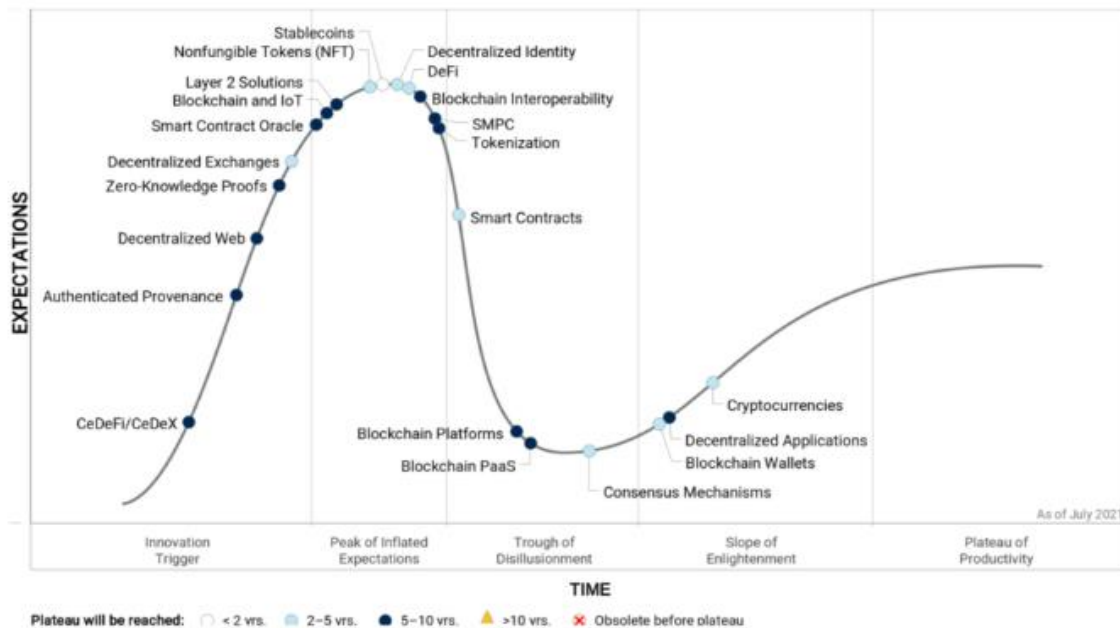 Stablecoins
Nonfungible Tokens (NFT)
Decentralized Identity
DeFi
Layer 2 Solutions
Blockchain and IoT
Blockchain Interoperability
Smart Contract Oracle
SMPC
Tokenization
Decentralized Exchanges
Zero-Knowledge Proofs
Smart Contracts
Decentralized Web
Authenticated Provenance
EXPECTATIONS
CeDeFi/CeDeX
Cryptocurrencies
Blockchain Platforms
Decentralized Applications
Blockchain PaaS
Blockchain Wallets
Consensus Mechanisms
As of July 2021
Innovation
Trigger
Peak of Inflated
Expectations
Trough of
Disillusionment
Slope of
Enlightenment
Plateau of
Productivity
TIME
Plateau will be reached: < 2 yrs. 2–5 yrs. 5–10 yrs. >10 yrs. Obsolete before plateau